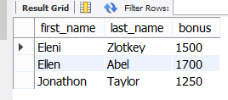 Result Grid Filter Rows:
first_name last_name bonus
Eleni Zlotkey 1500
Ellen Abel 1700
Jonathon Taylor 1250